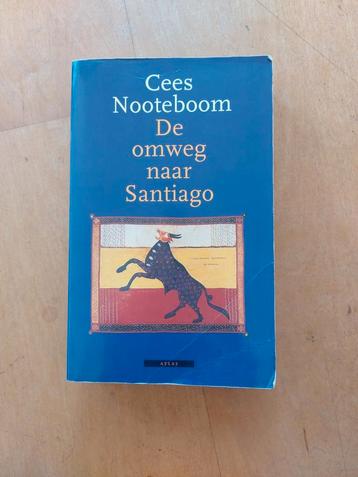 Cees
Nooteboom
De
omweg
naar
Santiago
ATLAS